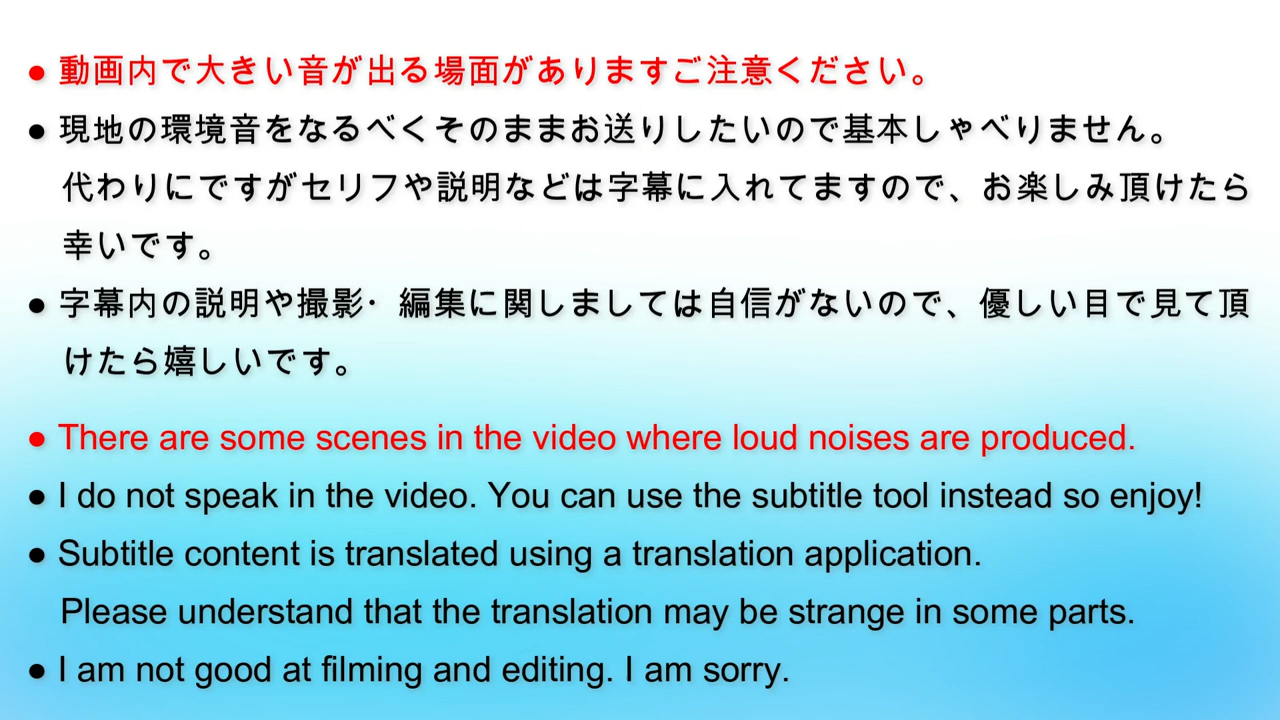 ● 動画内で大きい音が出る場面がありますご注意ください。
● 現地の環境音をなるべくそのままお送りしたいので基本しゃべりません。
代わりにですがセリフや説明などは字幕に入れてますので、お楽しみ頂けたら
幸いです。
● 字幕内の説明や撮影・編集に関しましては自信がないので、優しい目で見て頂
けたら嬉しいです。
● There are some scenes in the video where loud noises are produced.
● I do not speak in the video. You can use the subtitle tool instead so enjoy!
● Subtitle content is translated using a translation application.
Please understand that the translation may be strange in some parts.
● I am not good at filming and editing. I am sorry.